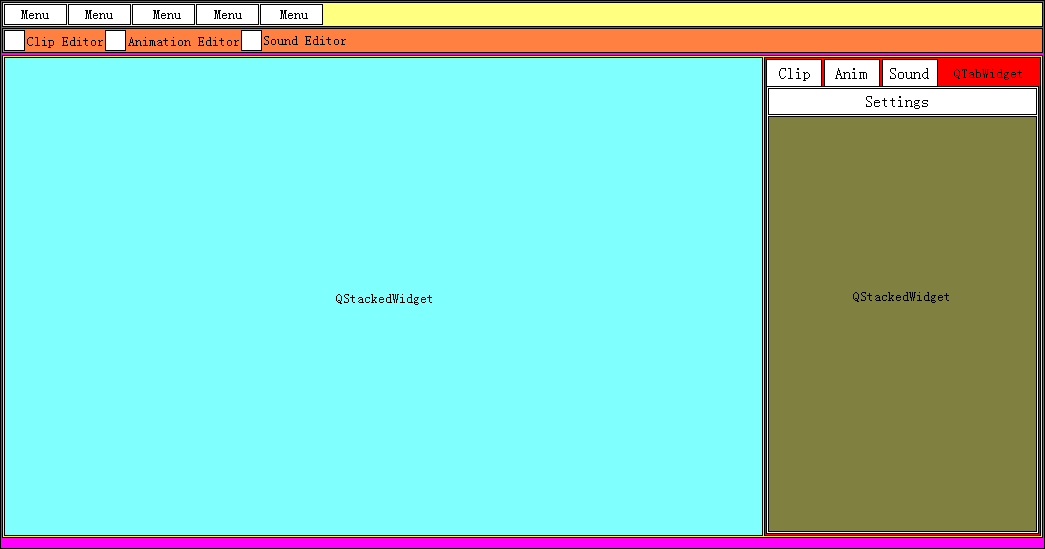 Menu Menu Menu Menu Menu
Clip Editor Animation Editor Sound Editor
Clip Anim Sound QTabWidget
Settings
QStackedWidget
QStackedWidget